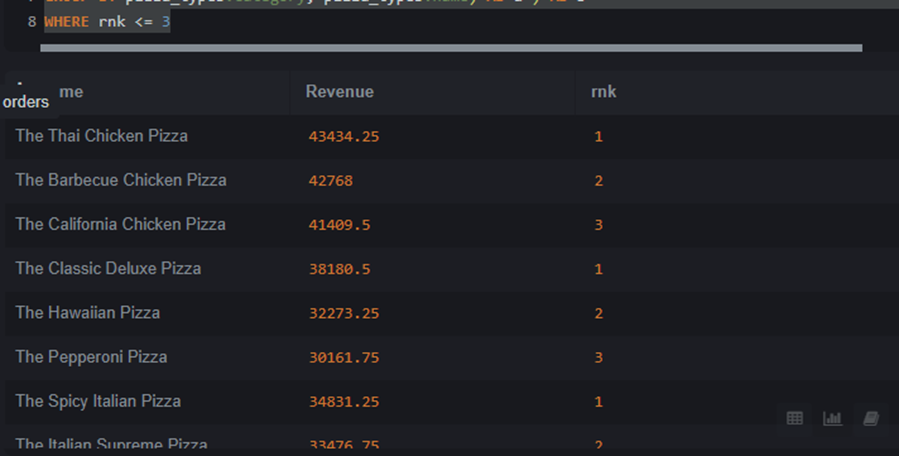 8 WHERE rnk <= 3
orders
me Revenue rnk
The Thai Chicken Pizza 43434.25 1
The Barbecue Chicken Pizza 42768 2
The California Chicken Pizza 41409.5 3
The Classic Deluxe Pizza 38180.5 1
The Hawaiian Pizza 32273.25 2
The Pepperoni Pizza 30161.75 3
The Spicy Italian Pizza 34831.25 1
The Italian Supreme Pizza 33476.75 2